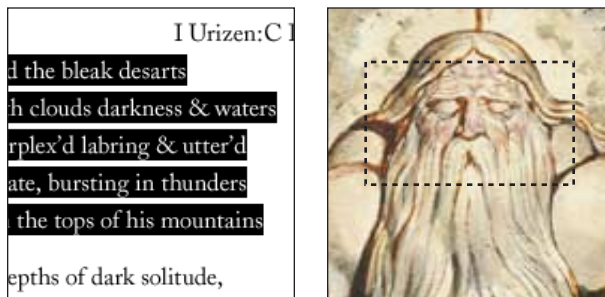 I Urizen:C
d the bleak desarts
h clouds darkness & waters
rplex'd labring & utter'd
ate, bursting in thunders
the tops of his mountains
epths of dark solitude,